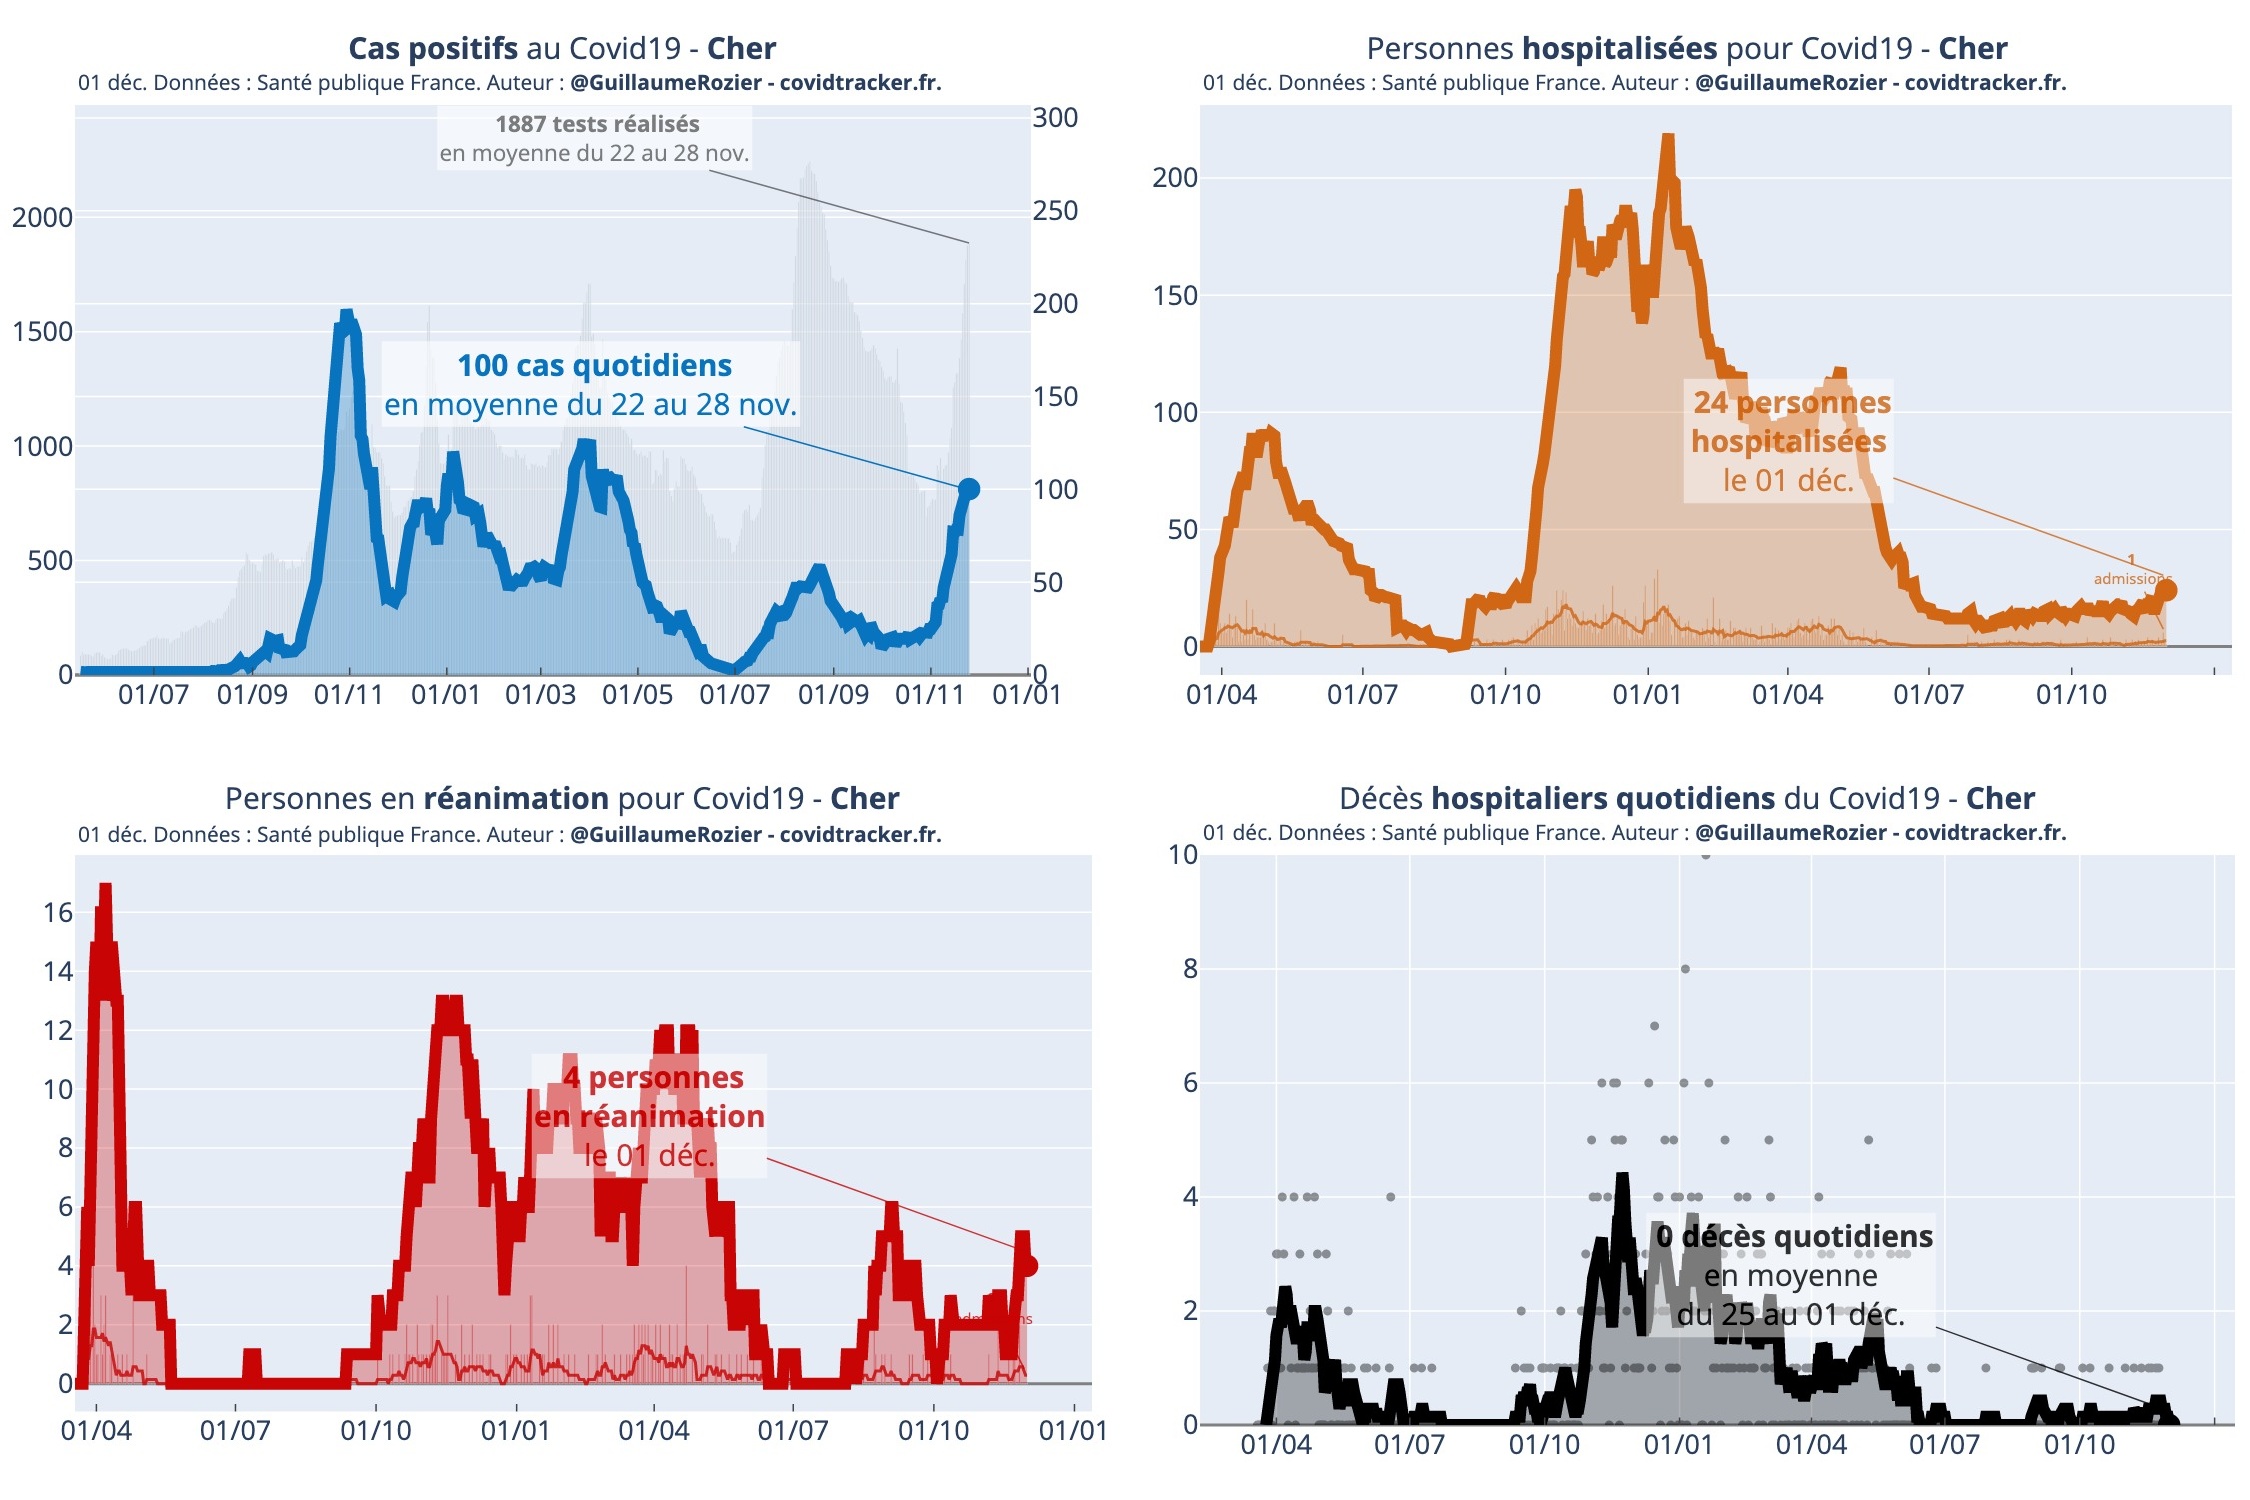 Cas positifs au Covid19 - Cher
01 déc. Données : Santé publique France. Auteur : @GuillaumeRozier - covidtracker.fr.
1887 tests réalisés
en moyenne du 22 au 28 nov.
100 cas quotidiens
en moyenne du 22 au 28 nov.
2000
1500
1000
500
0
300
250
200
150
100
50
0
01/07 01/09 01/11 01/01 01/03 01/05 01/07 01/09 01/11 01/01
Personnes hospitalisées pour Covid19 - Cher
01 déc. Données : Santé publique France. Auteur : @GuillaumeRozier - covidtracker.fr.
200
150
100
50
0
24 personnes
hospitalisées
le 01 déc.
1
admissions
01/04 01/07 01/10 01/01 01/04 01/07 01/10
Personnes en réanimation pour Covid19 - Cher
01 déc. Données : Santé publique France. Auteur : @GuillaumeRozier - covidtracker.fr.
16
14
12
10
8
6
4
2
0
4 personnes
en réanimation
le 01 déc.
01/04 01/07 01/10 01/01 01/04 01/07 01/10 01/01
Décès hospitaliers quotidiens du Covid19 - Cher
01 déc. Données : Santé publique France. Auteur : @GuillaumeRozier - covidtracker.fr.
10
8
6
4
2
0
0 décès quotidiens
en moyenne
du 25 au 01 déc.
01/04 01/07 01/10 01/01 01/04 01/07 01/10